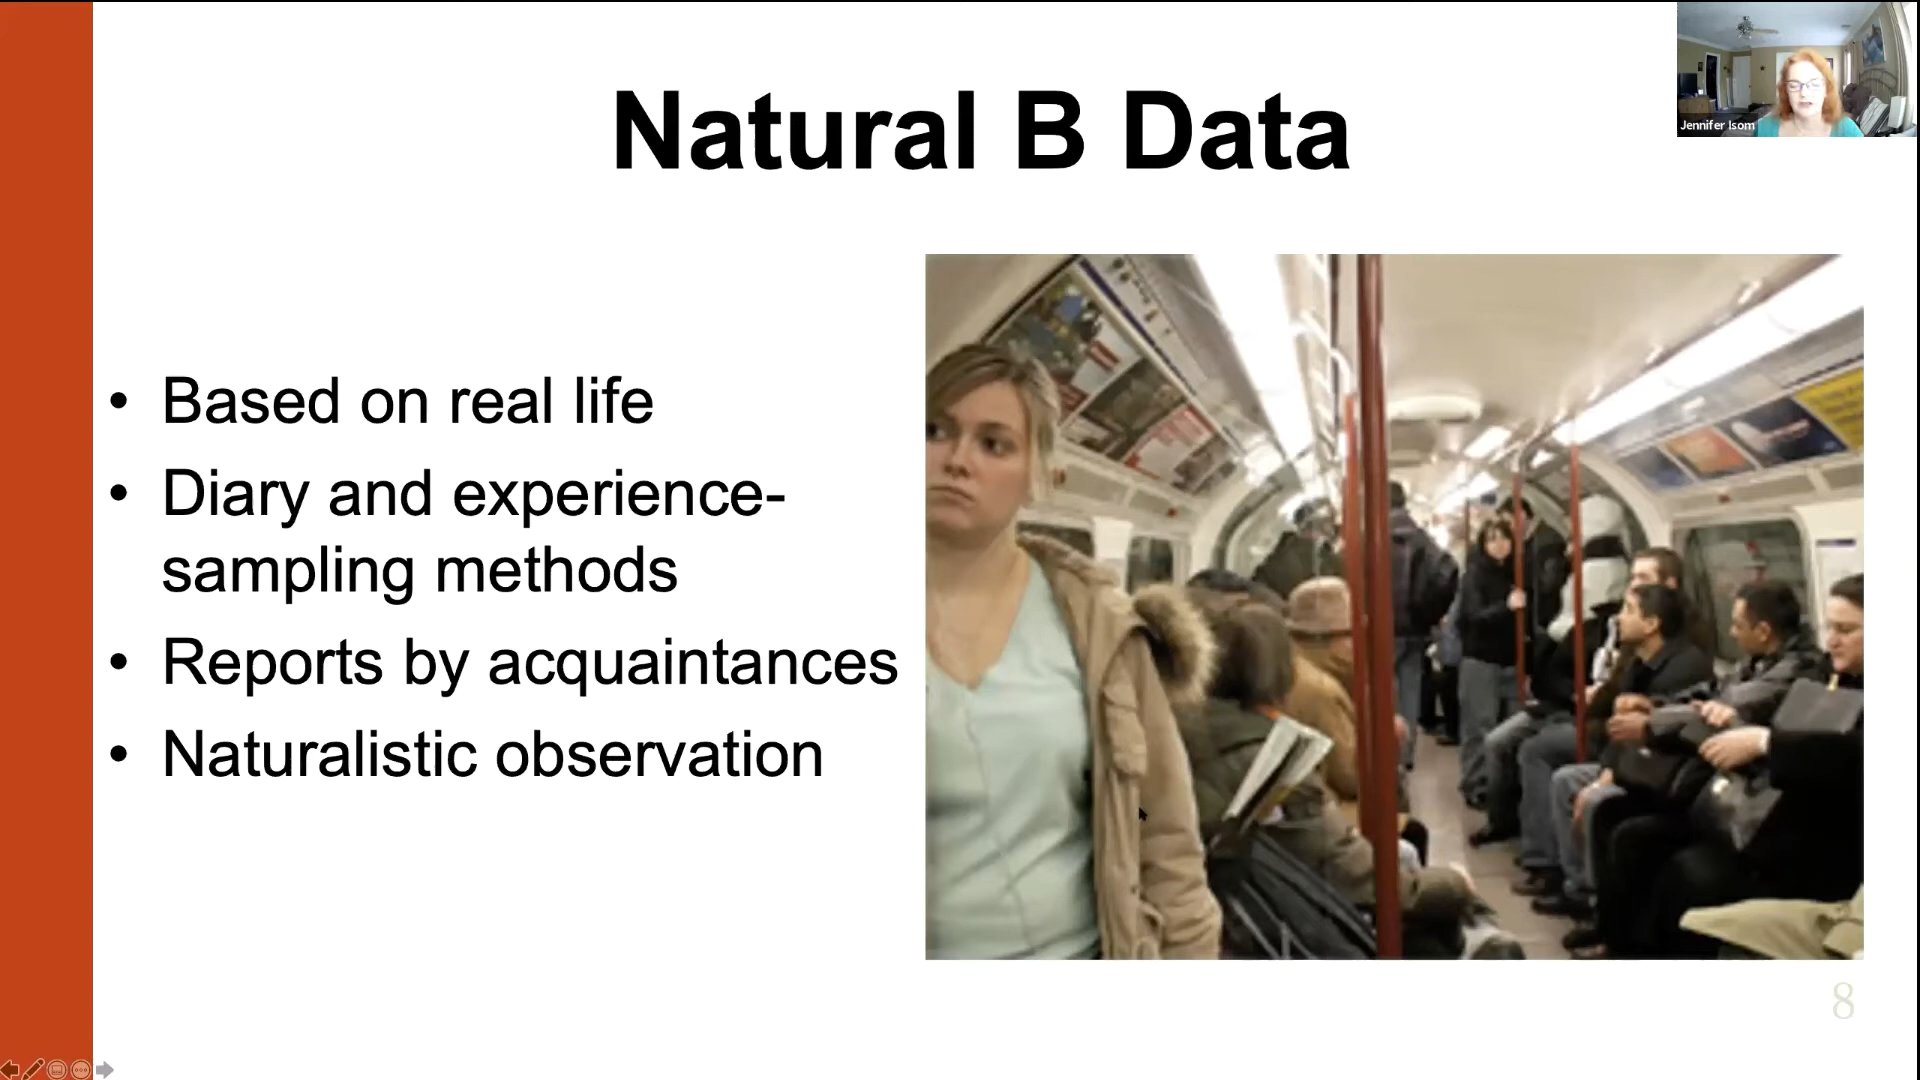 Natural B Data
Jennifer Isom
• Based on real life
• Diary and experience-
sampling methods
• Reports by acquaintances
• Naturalistic observation
8